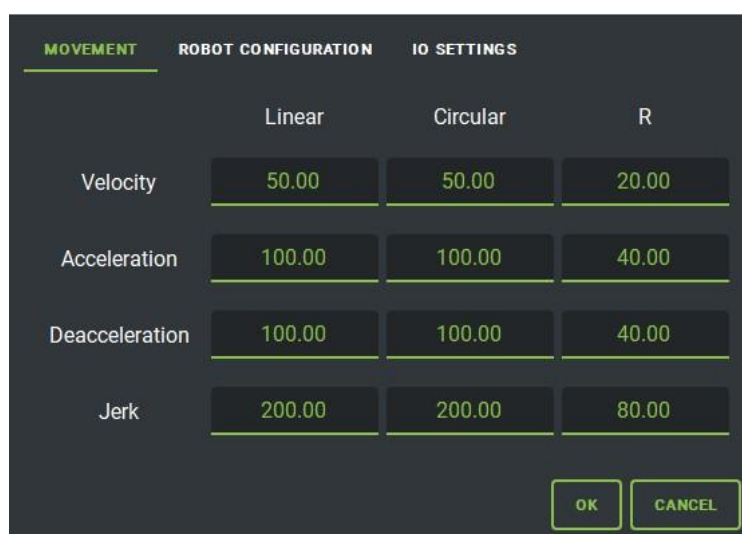 MOVEMENT ROBOT CONFIGURATION IO SETTINGS
Linear Circular R
Velocity 50.00 50.00 20.00
Acceleration 100.00 100.00 40.00
Deacceleration 100.00 100.00 40.00
Jerk 200.00 200.00 80.00
OK CANCEL